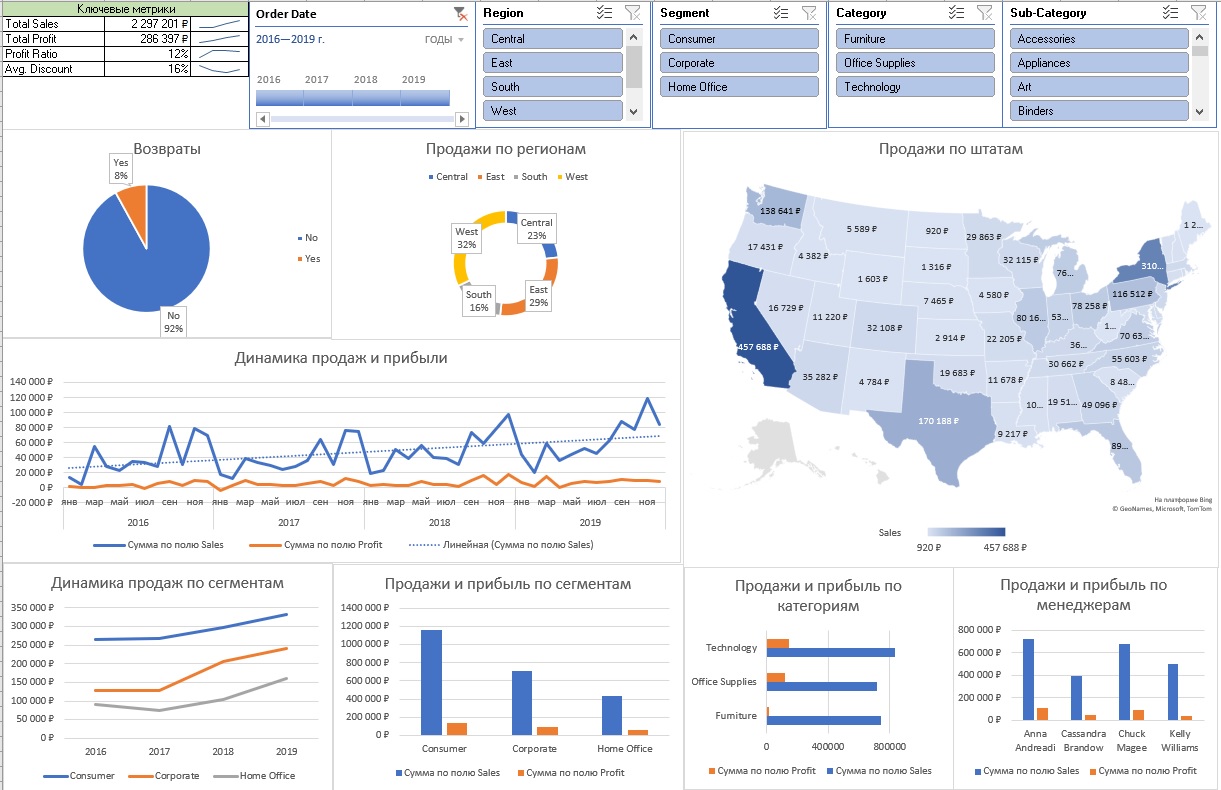 Ключевые метрики
Total Sales 2 297 201 ₽
Total Profit 286 397 ₽
Profit Ratio 12%
Avg. Discount 16%
Order Date
2016—2019 г.
ГОДЫ
2016 2017 2018 2019
Region
Central
East
South
West
Segment
Consumer
Corporate
Home Office
Category
Furniture
Office Supplies
Technology
Sub-Category
Accessories
Appliances
Art
Binders
Возвраты
Yes
8%
No
92%
No
Yes
Продажи по регионам
Central East South West
Central
23%
East
29%
South
16%
West
32%
Продажи по штатам
138 641 ₽
17 431 ₽
4 382 ₽
5 589 ₽
920 ₽
29 863 ₽
32 115 ₽
76...
310...
1 2...
1 603 ₽
1 316 ₽
4 580 ₽
7 465 ₽
116 512 ₽
78 258 ₽
457 688 ₽
16 729 ₽
11 220 ₽
32 108 ₽
2 914 ₽
22 205 ₽
80 16...
53...
1...
70 63...
36...
55 603 ₽
30 662 ₽
35 282 ₽
4 784 ₽
19 683 ₽
11 678 ₽
8 48...
10...
19 51...
49 096 ₽
170 188 ₽
9 217 ₽
89...
На платформе Bing
© GeoNames, Microsoft, TomTom
Sales
920 ₽ 457 688 ₽
Динамика продаж и прибыли
140 000 ₽
120 000 ₽
100 000 ₽
80 000 ₽
60 000 ₽
40 000 ₽
20 000 ₽
0 ₽
-20 000 ₽
янв мар май июл сен ноя янв мар май июл сен ноя янв мар май июл сен ноя янв мар май июл сен ноя
2016 2017 2018 2019
Сумма по полю Sales Сумма по полю Profit Линейная (Сумма по полю Sales)
Динамика продаж по сегментам
350 000 ₽
300 000 ₽
250 000 ₽
200 000 ₽
150 000 ₽
100 000 ₽
50 000 ₽
0 ₽
2016 2017 2018 2019
Consumer Corporate Home Office
Продажи и прибыль по сегментам
1400 000 ₽
1200 000 ₽
1000 000 ₽
800 000 ₽
600 000 ₽
400 000 ₽
200 000 ₽
0 ₽
Consumer Corporate Home Office
Сумма по полю Sales Сумма по полю Profit
Продажи и прибыль по
категориям
Technology
Office Supplies
Furniture
0 400000 800000
Сумма по полю Profit Сумма по полю Sales
Продажи и прибыль по
менеджерам
800 000 ₽
600 000 ₽
400 000 ₽
200 000 ₽
0 ₽
Anna Cassandra Chuck Kelly
Andreadi Brandow Magee Williams
Сумма по полю Sales Сумма по полю Profit